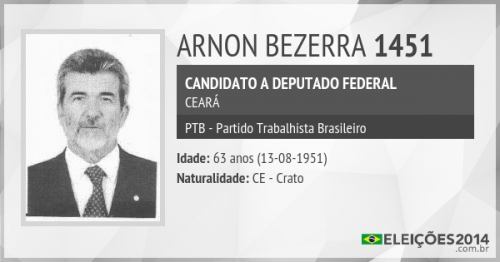 ARNON BEZERRA 1451
CANDIDATO A DEPUTADO FEDERAL
CEARÁ
PTB - Partido Trabalhista Brasileiro
Idade: 63 anos (13-08-1951)
Naturalidade: CE - Crato
ELEIÇÕES2014
.com.br